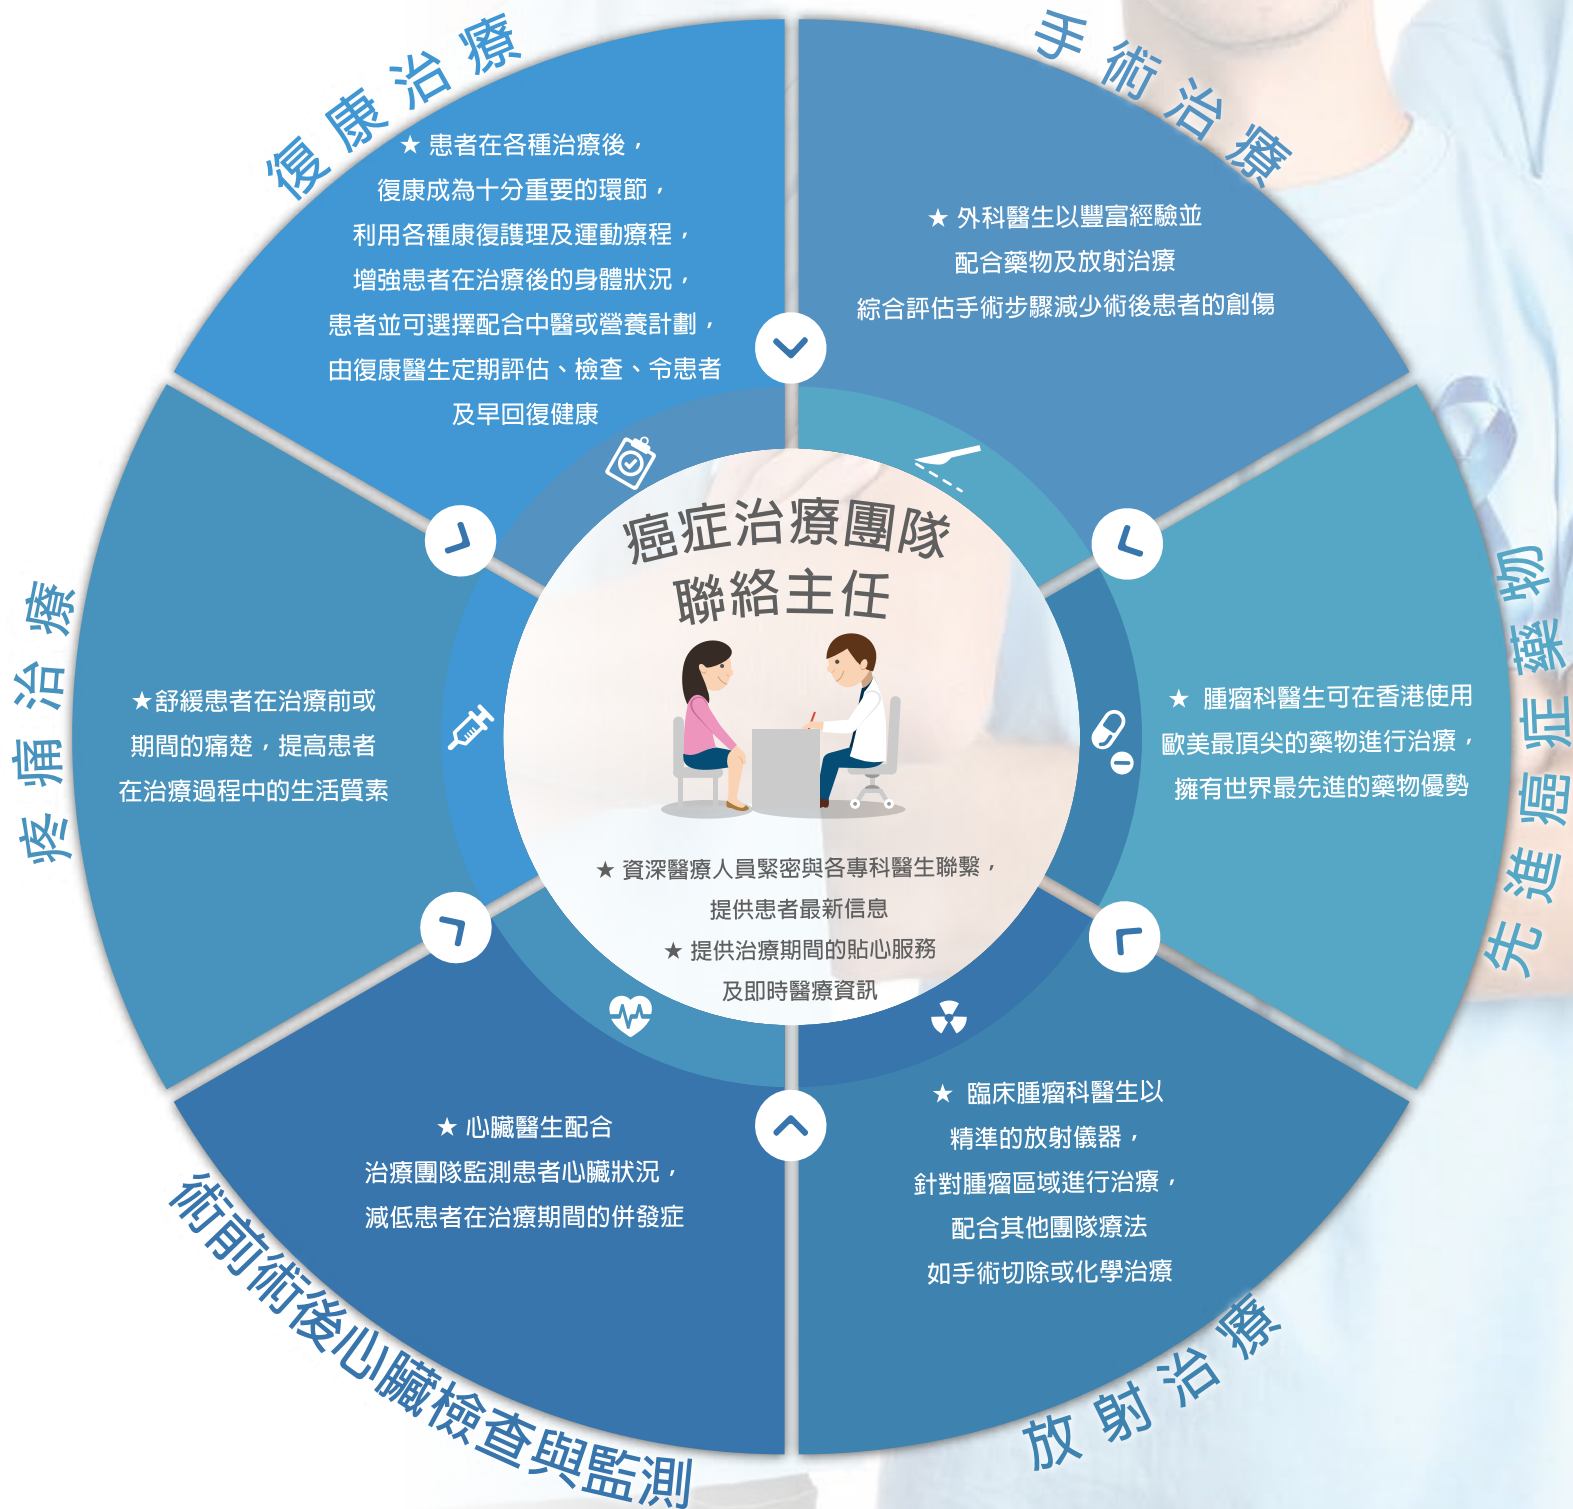 復康治療
★ 患者在各種治療後，
復康成為十分重要的環節，
利用各種康復護理及運動療程，
增強患者在治療後的身體狀況，
患者並可選擇配合中醫或營養計劃，
由復康醫生定期評估、檢查、令患者
及早回復健康
手術治療
★ 外科醫生以豐富經驗並
配合藥物及放射治療
綜合評估手術步驟減少術後患者的創傷
先進癌症藥物
★ 腫瘤科醫生可在香港使用
歐美最頂尖的藥物進行治療，
擁有世界最先進的藥物優勢
放射治療
★ 臨床腫瘤科醫生以
精準的放射儀器，
針對腫瘤區域進行治療，
配合其他團隊療法
如手術切除或化學治療
術前術後心臟檢查與監測
★ 心臟醫生配合
治療團隊監測患者心臟狀況，
減低患者在治療期間的併發症
疼痛治療
★舒緩患者在治療前或
期間的痛楚，提高患者
在治療過程中的生活質素
癌症治療團隊
聯絡主任
★ 資深醫療人員緊密與各專科醫生聯繫，
提供患者最新信息
★ 提供治療期間的貼心服務
及即時醫療資訊